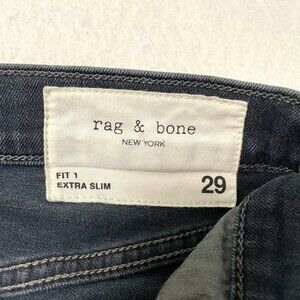 rag & bone
NEW YORK
FIT 1
EXTRA SLIM
29